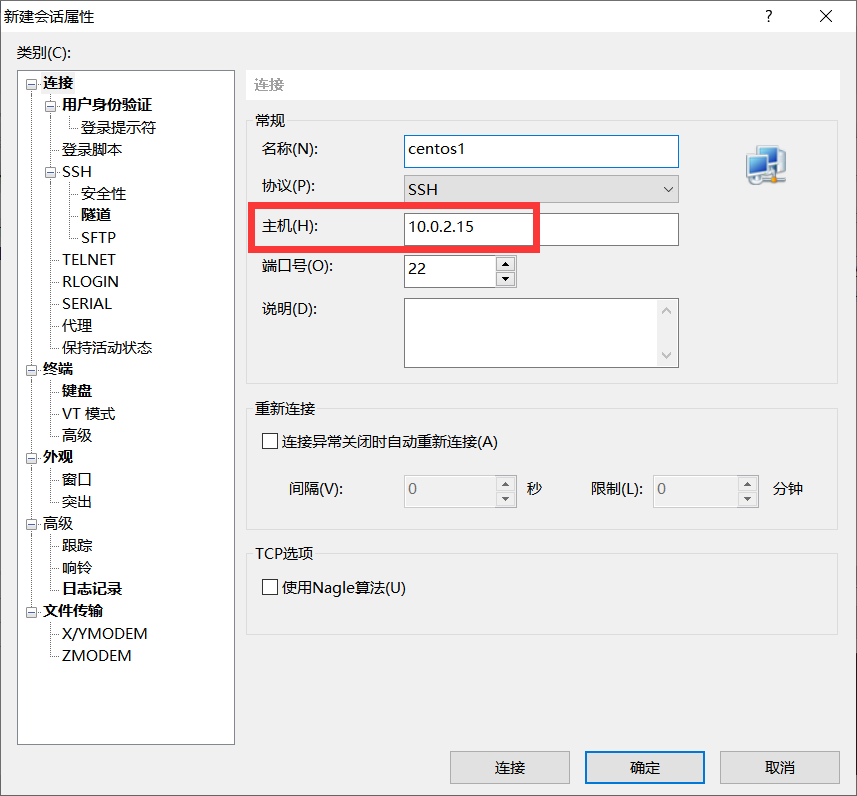 新建会话属性
?
类别(C):
连接
用户身份验证
登录提示符
登录脚本
SSH
安全性
隧道
SFTP
TELNET
RLOGIN
SERIAL
代理
保持活动状态
终端
键盘
VT 模式
高级
外观
窗口
突出
高级
跟踪
响铃
日志记录
文件传输
X/YMODEM
ZMODEM
连接
常规
名称(N): centos1
协议(P): SSH
主机(H): 10.0.2.15
端口号(O): 22
说明(D):
重新连接
连接异常关闭时自动重新连接(A)
间隔(V): 0 秒 限制(L): 0 分钟
TCP选项
使用Nagle算法(U)
连接 确定 取消